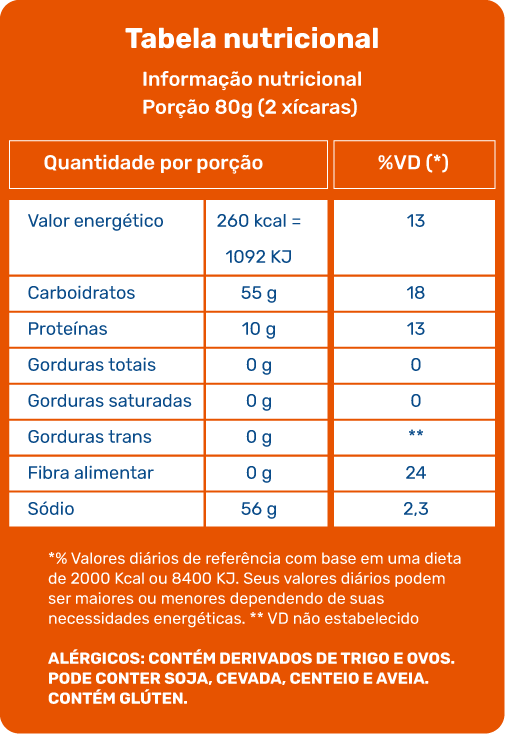 Tabela nutricional
Informação nutricional
Porção 80g (2 xícaras)
Quantidade por porção %VD (*)
Valor energético 260 kcal = 13
1092 KJ
Carboidratos 55 g 18
Proteínas 10 g 13
Gorduras totais 0 g 0
Gorduras saturadas 0 g 0
Gorduras trans 0 g **
Fibra alimentar 0 g 24
Sódio 56 g 2,3
*% Valores diários de referência com base em uma dieta
de 2000 Kcal ou 8400 KJ. Seus valores diários podem
ser maiores ou menores dependendo de suas
necessidades energéticas. ** VD não estabelecido
ALÉRGICOS: CONTÉM DERIVADOS DE TRIGO E OVOS.
PODE CONTER SOJA, CEVADA, CENTEIO E AVEIA.
CONTÉM GLÚTEN.